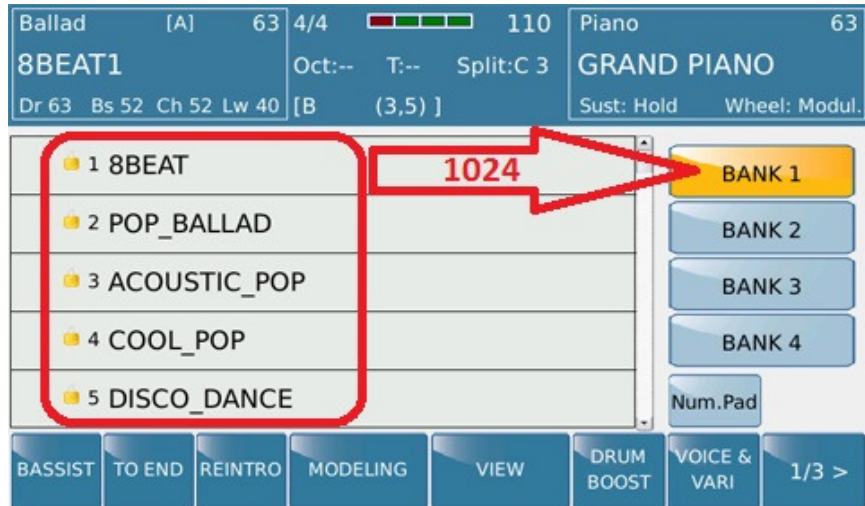 Ballad [A] 63
8BEAT1
Dr 63 Bs 52 Ch 52 Lw 40
4/4 110
Oct:-- T:-- Split:C 3
[B (3,5) ]
Piano 63
GRAND PIANO
Sust: Hold Wheel: Modul.
1 8BEAT
2 POP_BALLAD
3 ACOUSTIC_POP
4 COOL_POP
5 DISCO_DANCE
1024
BANK 1
BANK 2
BANK 3
BANK 4
Num.Pad
BASSIST
TO END
REINTRO
MODELING
VIEW
DRUM
BOOST
VOICE &
VARI
1/3 >